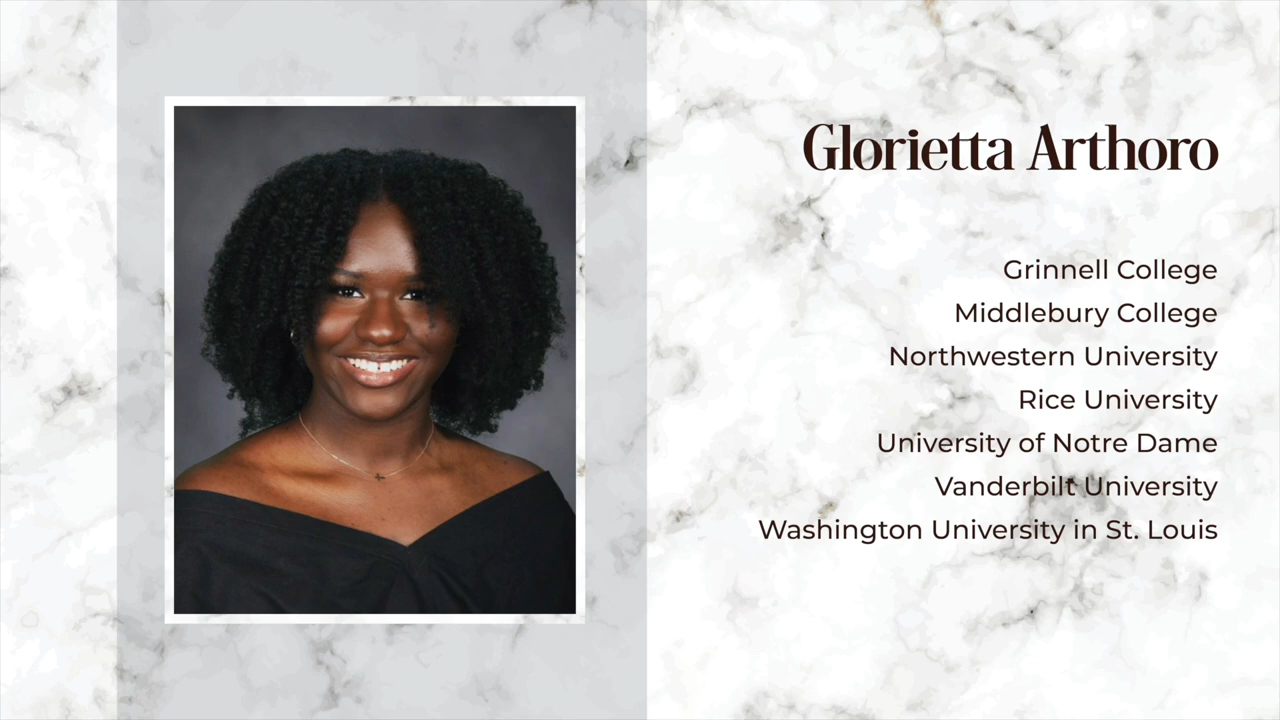 Glorietta Arthoro
Grinnell College
Middlebury College
Northwestern University
Rice University
University of Notre Dame
Vanderbilt University
Washington University in St. Louis